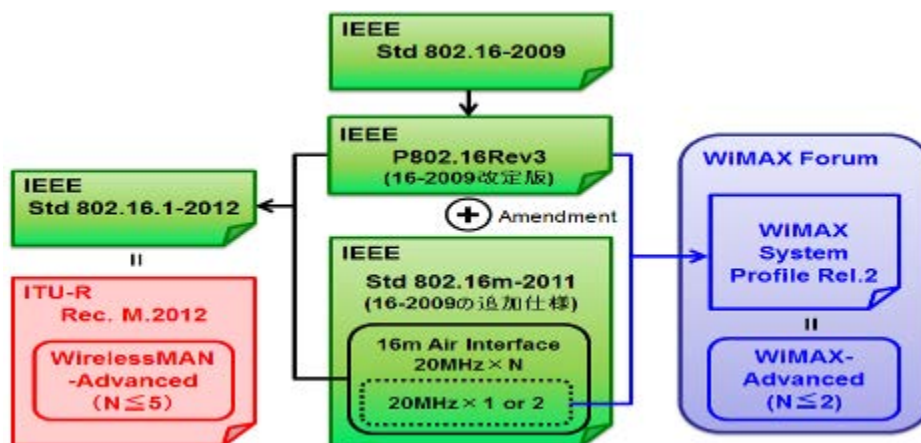 IEEE
Std 802.16-2009
IEEE
P802.16Rev3
(16-2009改定版)
Amendment
IEEE
Std 802.16.1-2012
=
ITU-R
Rec. M.2012
WirelessMAN
-Advanced
(N≦5)
IEEE
Std 802.16m-2011
(16-2009の追加仕様)
16m Air Interface
20MHz×N
20MHz×1 or 2
WiMAX Forum
WiMAX
System
Profile Rel.2
=
WiMAX-
Advanced
(N≦2)